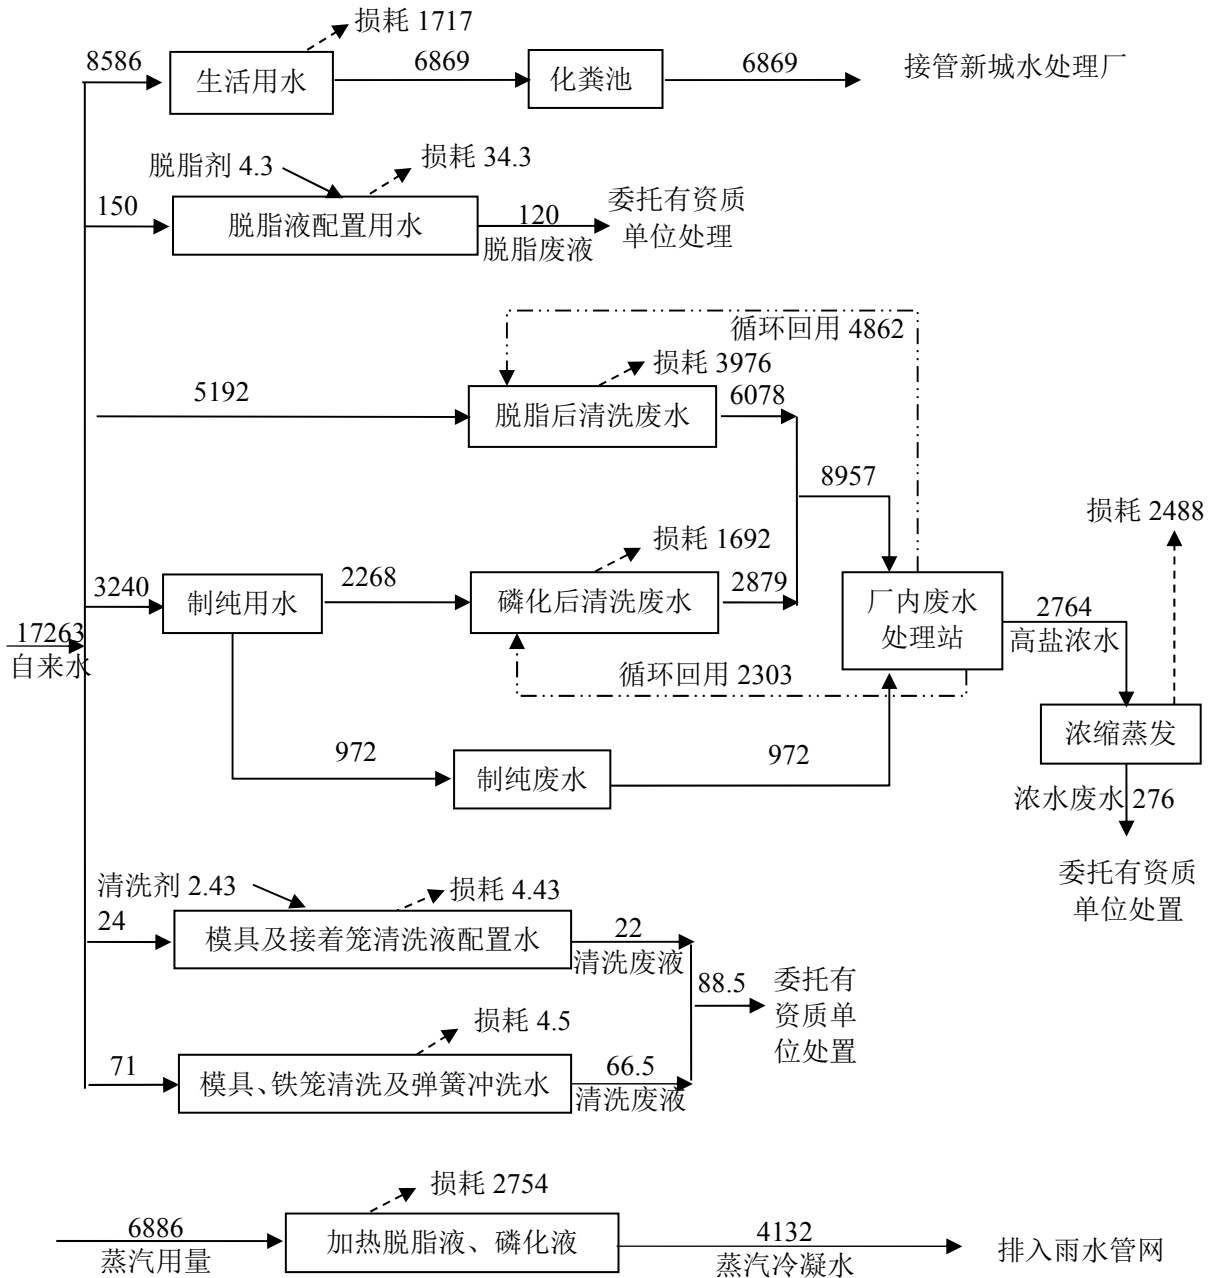 损耗 1717
8586
生活用水
6869
化粪池
6869
接管新城水处理厂
脱脂剂 4.3
损耗 34.3
150
脱脂液配置用水
120
脱脂废液
委托有资质
单位处理
循环回用 4862
损耗 3976
5192
脱脂后清洗废水
6078
8957
损耗 2488
损耗 1692
3240
制纯用水
2268
磷化后清洗废水
2879
厂内废水
处理站
2764
高盐浓水
17263
自来水
循环回用 2303
浓缩蒸发
972
制纯废水
972
浓水废水 276
委托有资质
单位处置
清洗剂 2.43
损耗 4.43
24
模具及接着笼清洗液配置水
22
清洗废液
88.5
委托有
资质单
位处置
损耗 4.5
71
模具、铁笼清洗及弹簧冲洗水
66.5
清洗废液
损耗 2754
6886
蒸汽用量
加热脱脂液、磷化液
4132
蒸汽冷凝水
排入雨水管网